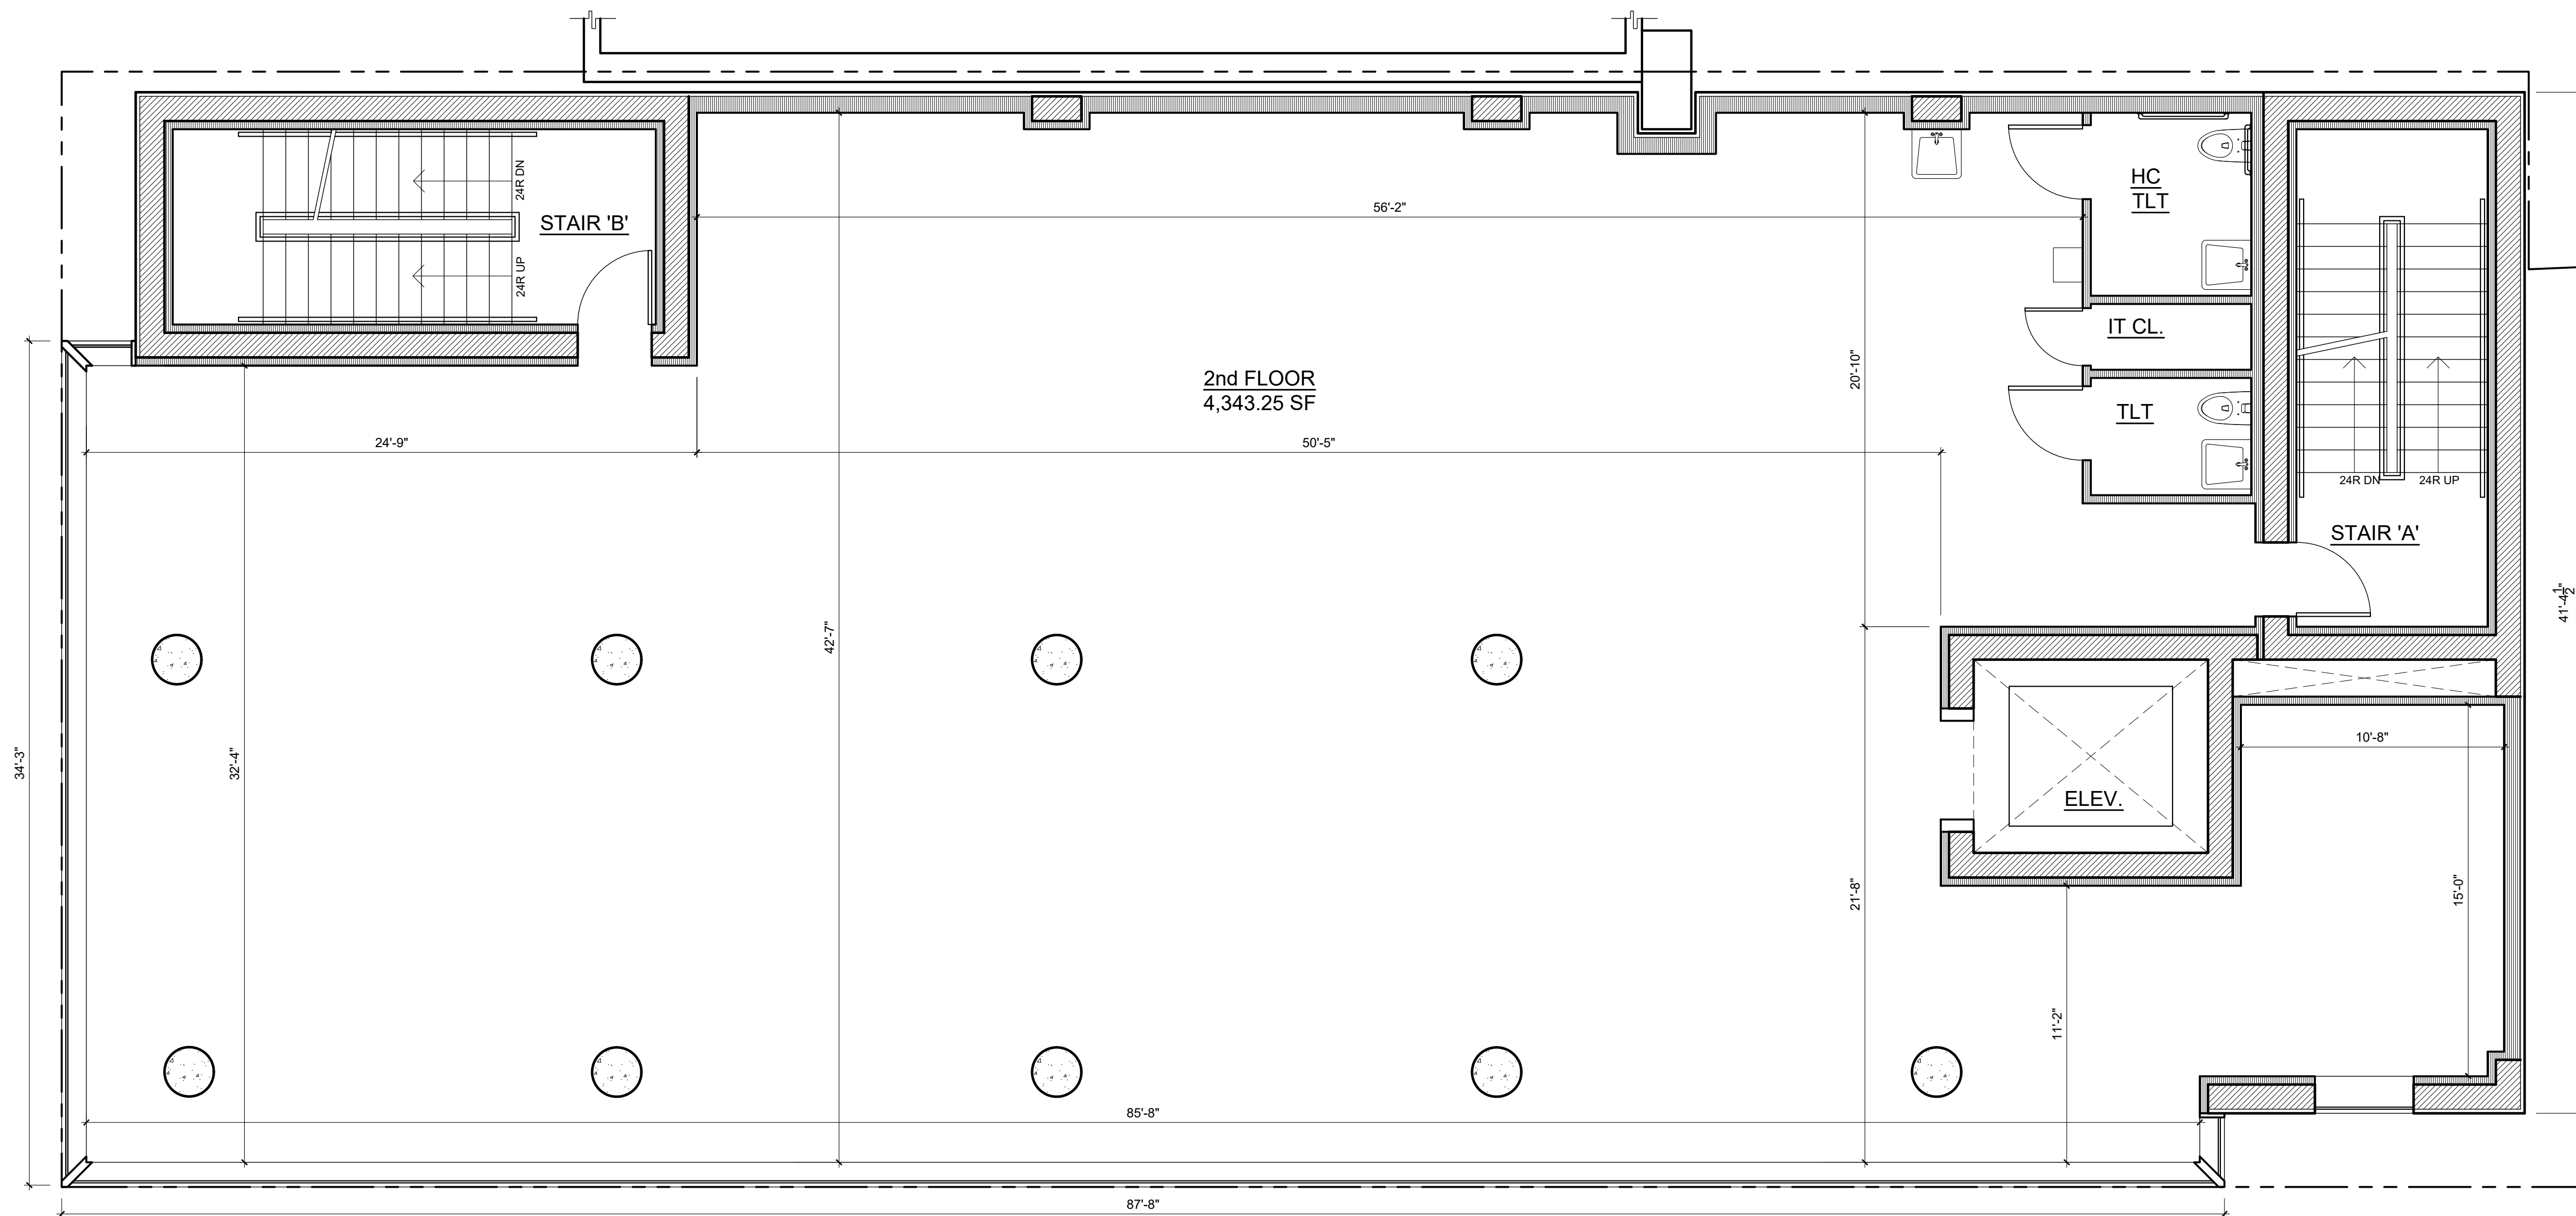 24R DN
STAIR 'B'
24R UP
56'-2"
HC
TLT
IT CL.
2nd FLOOR
4,343.25 SF
20'-10"
TLT
24'-9"
50'-5"
24R DN
24R UP
STAIR 'A'
41'-4 1/2"
42'-7"
34'-3"
32'-4"
10'-8"
ELEV.
21'-8"
15'-0"
11'-2"
85'-8"
87'-8"